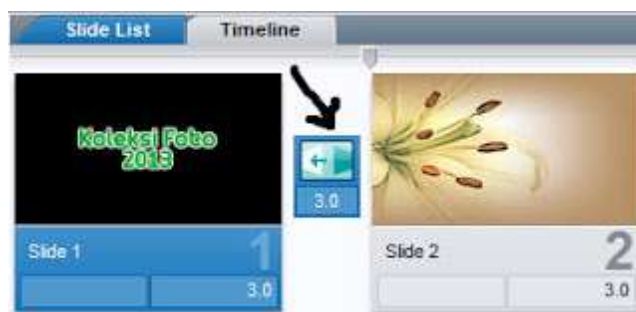 Slide List
Timeline
Koleksi Foto
2013
3.0
Slide 1
1
3.0
Slide 2
2
3.0